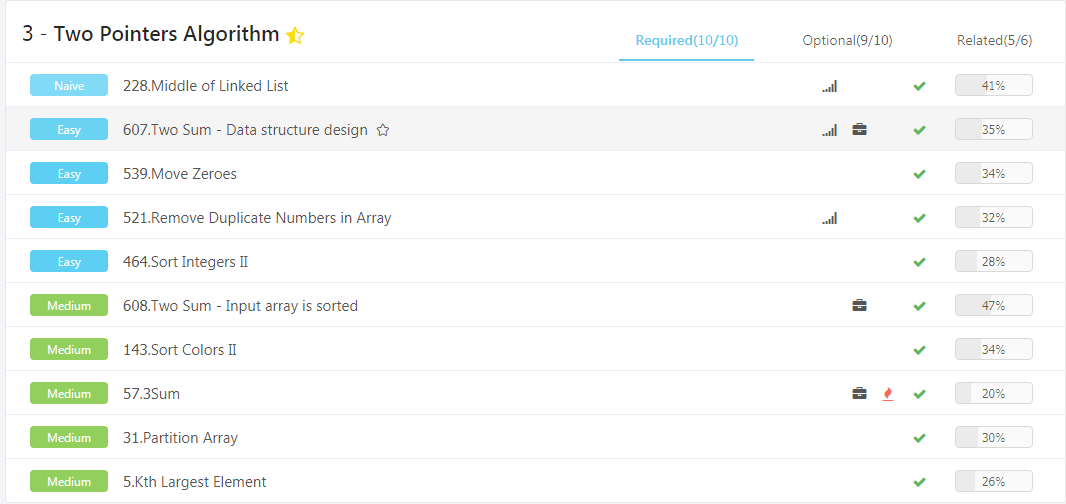 3 - Two Pointers Algorithm
Required(10/10) Optional(9/10) Related(5/6)
Naive 228.Middle of Linked List 41%
Easy 607.Two Sum - Data structure design 35%
Easy 539.Move Zeroes 34%
Easy 521.Remove Duplicate Numbers in Array 32%
Easy 464.Sort Integers II 28%
Medium 608.Two Sum - Input array is sorted 47%
Medium 143.Sort Colors II 34%
Medium 57.3Sum 20%
Medium 31.Partition Array 30%
Medium 5.Kth Largest Element 26%